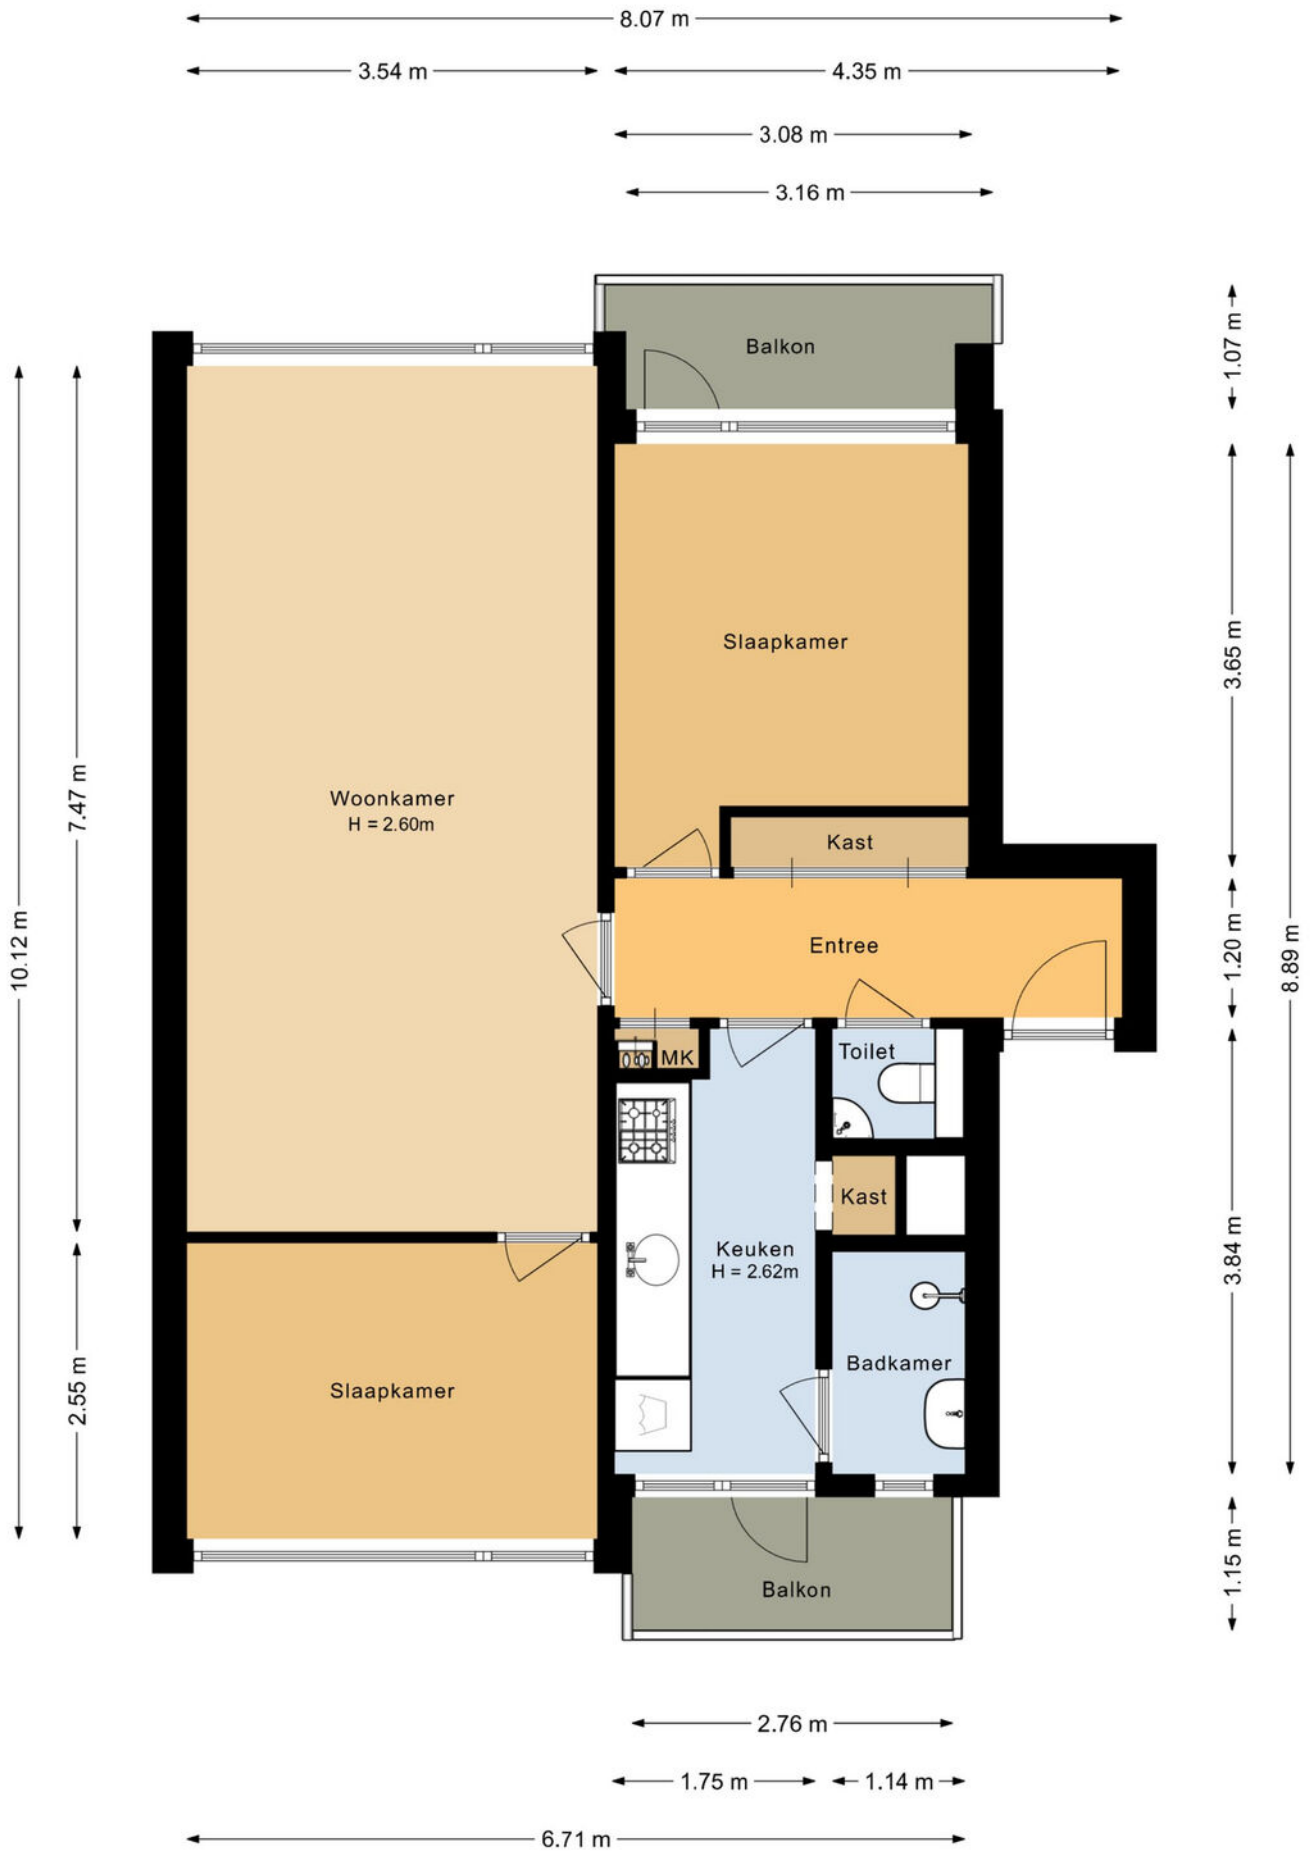 8.07 m
3.54 m
4.35 m
3.08 m
3.16 m
Balkon
1.07 m
Slaapkamer
3.65 m
Woonkamer
H = 2.60m
7.47 m
Kast
10.12 m
Entree
1.20 m
8.89 m
Toilet
MK
Kast
Keuken
H = 2.62m
3.84 m
Badkamer
Slaapkamer
2.55 m
Balkon
1.15 m
2.76 m
1.75 m
1.14 m
6.71 m